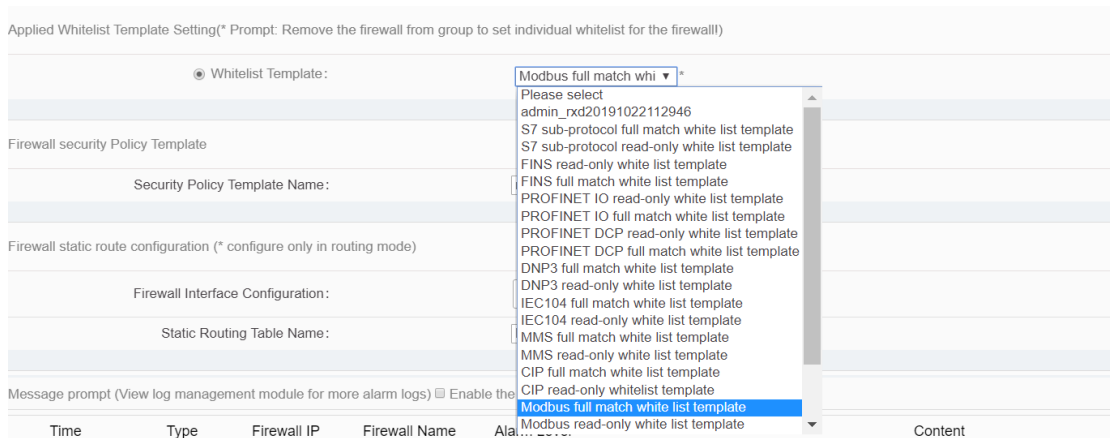 Applied Whitelist Template Setting(* Prompt: Remove the firewall from group to set individual whitelist for the firewall!)
Whitelist Template: Modbus full match whi *
Please select
admin_rxd20191022112946
S7 sub-protocol full match white list template
S7 sub-protocol read-only white list template
Firewall security Policy Template
FINS read-only white list template
Security Policy Template Name: FINS full match white list template
PROFINET IO read-only white list template
PROFINET IO full match white list template
PROFINET DCP read-only white list template
Firewall static route configuration (* configure only in routing mode)
PROFINET DCP full match white list template
DNP3 full match white list template
DNP3 read-only white list template
Firewall Interface Configuration:
IEC104 full match white list template
IEC104 read-only white list template
Static Routing Table Name:
MMS full match white list template
MMS read-only white list template
CIP full match white list template
Message prompt (View log management module for more alarm logs) Enable the
CIP read-only whitelist template
Modbus full match white list template
Modbus read-only white list template
Time Type Firewall IP Firewall Name Content